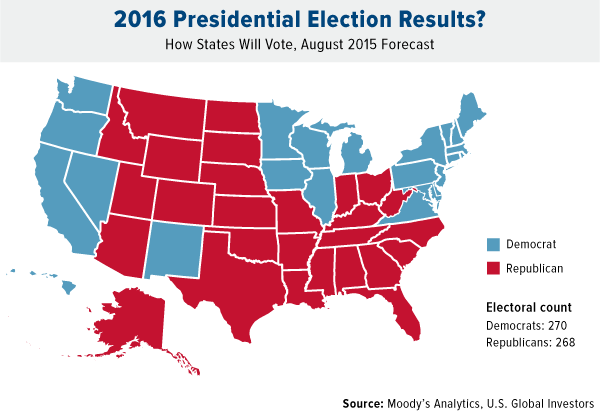 2016 Presidential Election Results?
How States Will Vote, August 2015 Forecast
Democrat
Republican
Electoral count
Democrats: 270
Republicans: 268
Source: Moody's Analytics, U.S. Global Investors